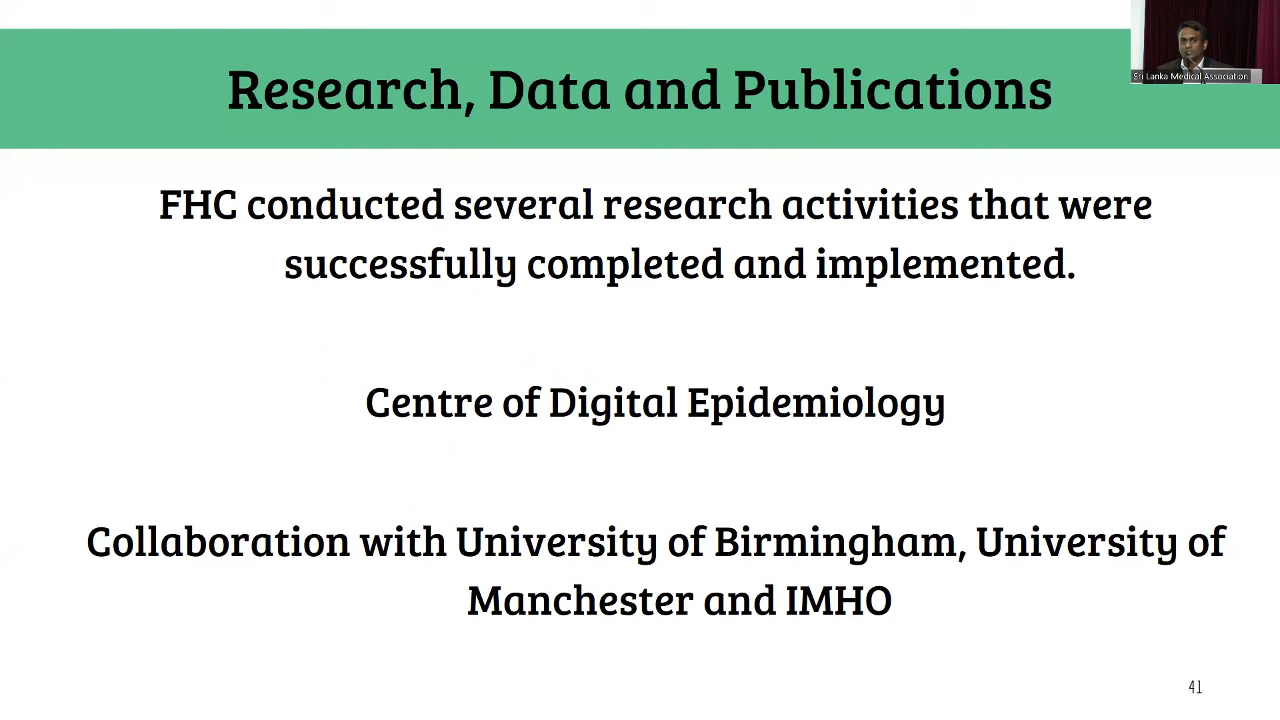 Sri Lanka Medical Association
Research, Data and Publications
FHC conducted several research activities that were
successfully completed and implemented.
Centre of Digital Epidemiology
Collaboration with University of Birmingham, University of
Manchester and IMHO
41